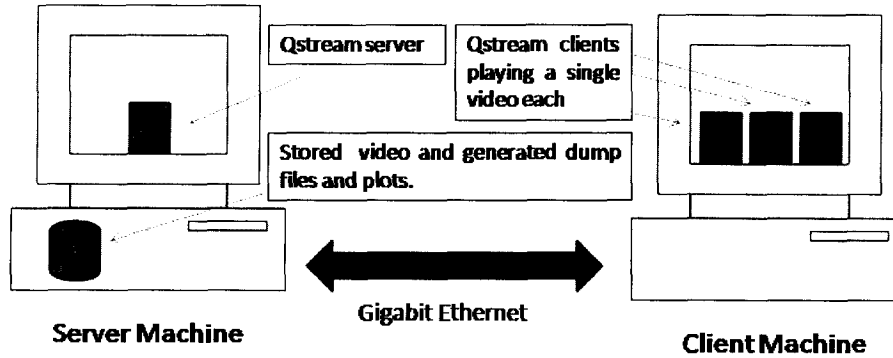 Qstream server
Qstream clients
playing a single
video each
Stored video and generated dump
files and plots.
Gigabit Ethernet
Server Machine
Client Machine